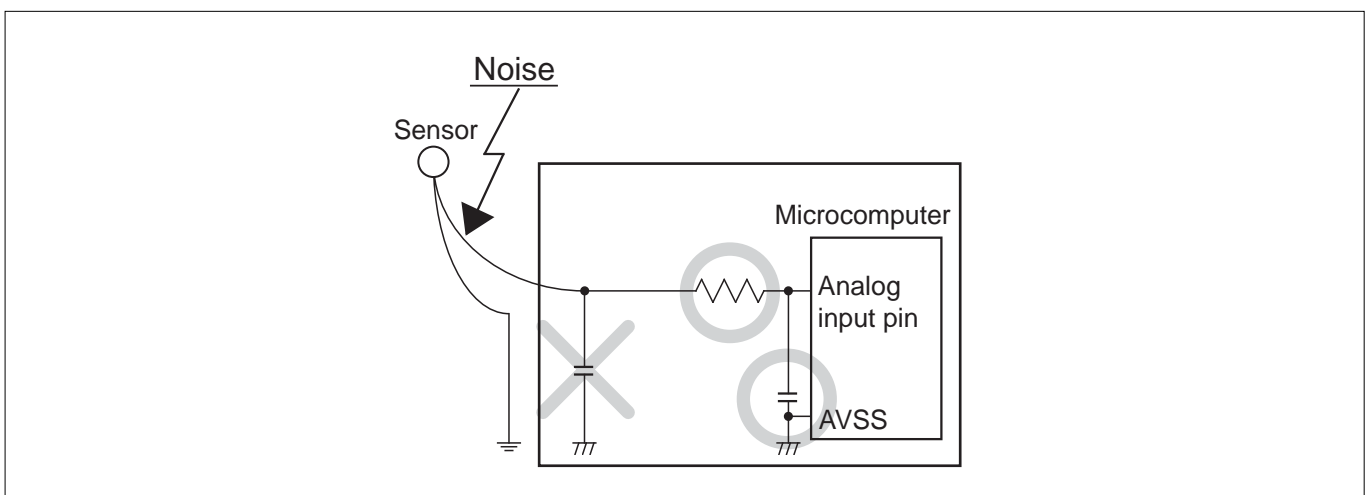 Noise
Sensor
Microcomputer
Analog
input pin
AVSS